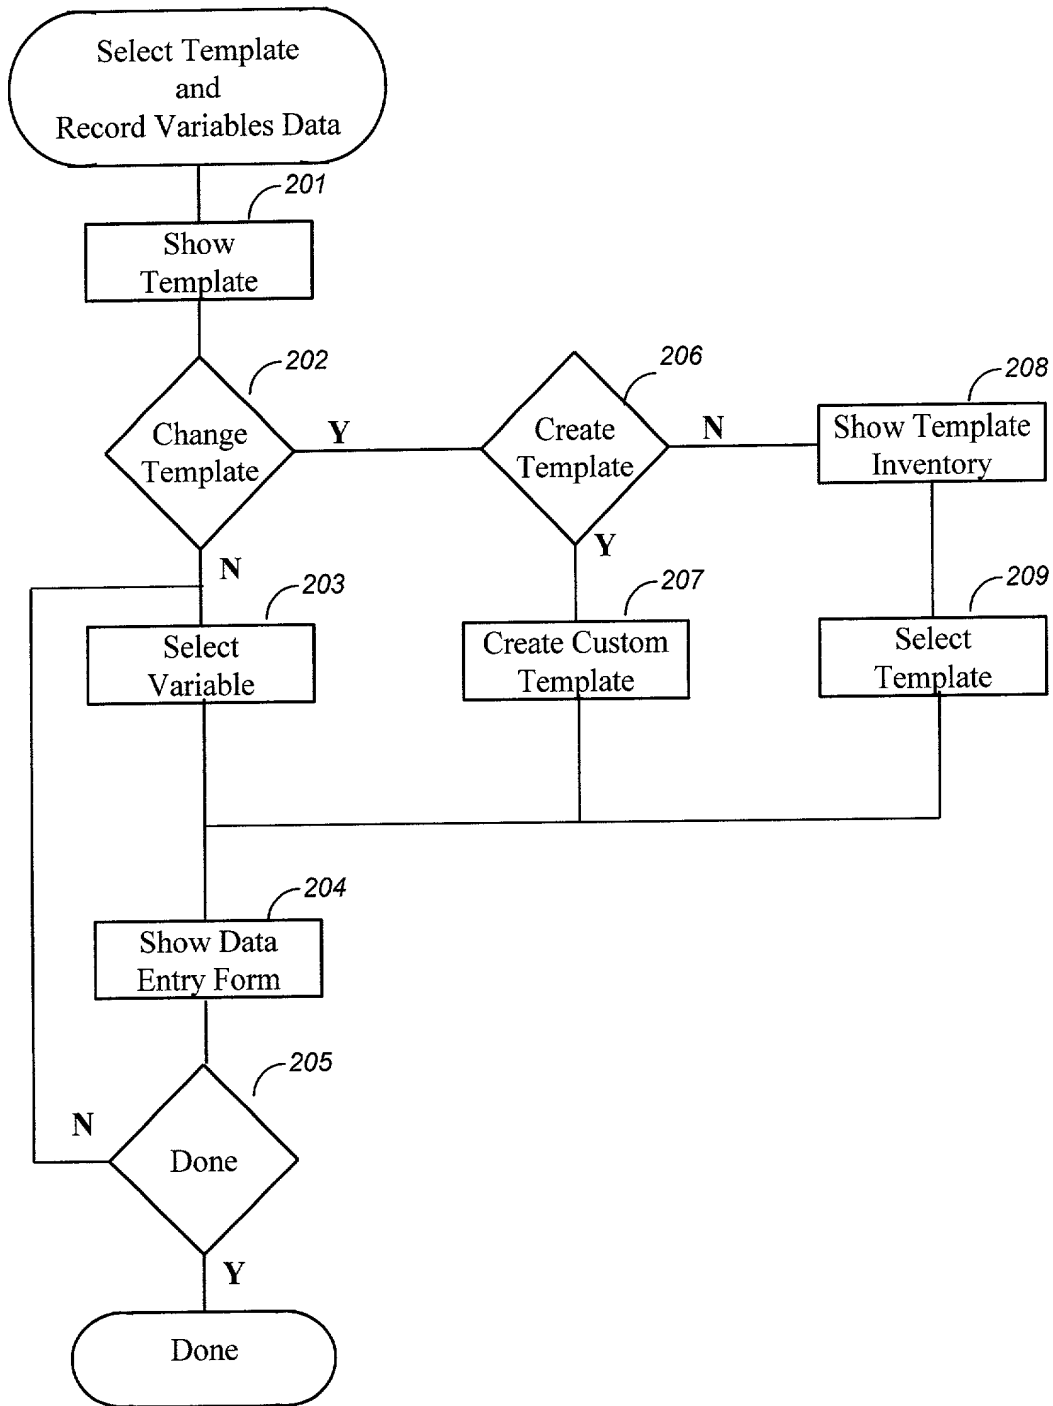 Select Template
and
Record Variables Data
201
Show
Template
202
Change
Template
Y
206
Create
Template
N
208
Show Template
Inventory
N
Y
203
Select
Variable
207
Create Custom
Template
209
Select
Template
204
Show Data
Entry Form
205
N
Done
Y
Done